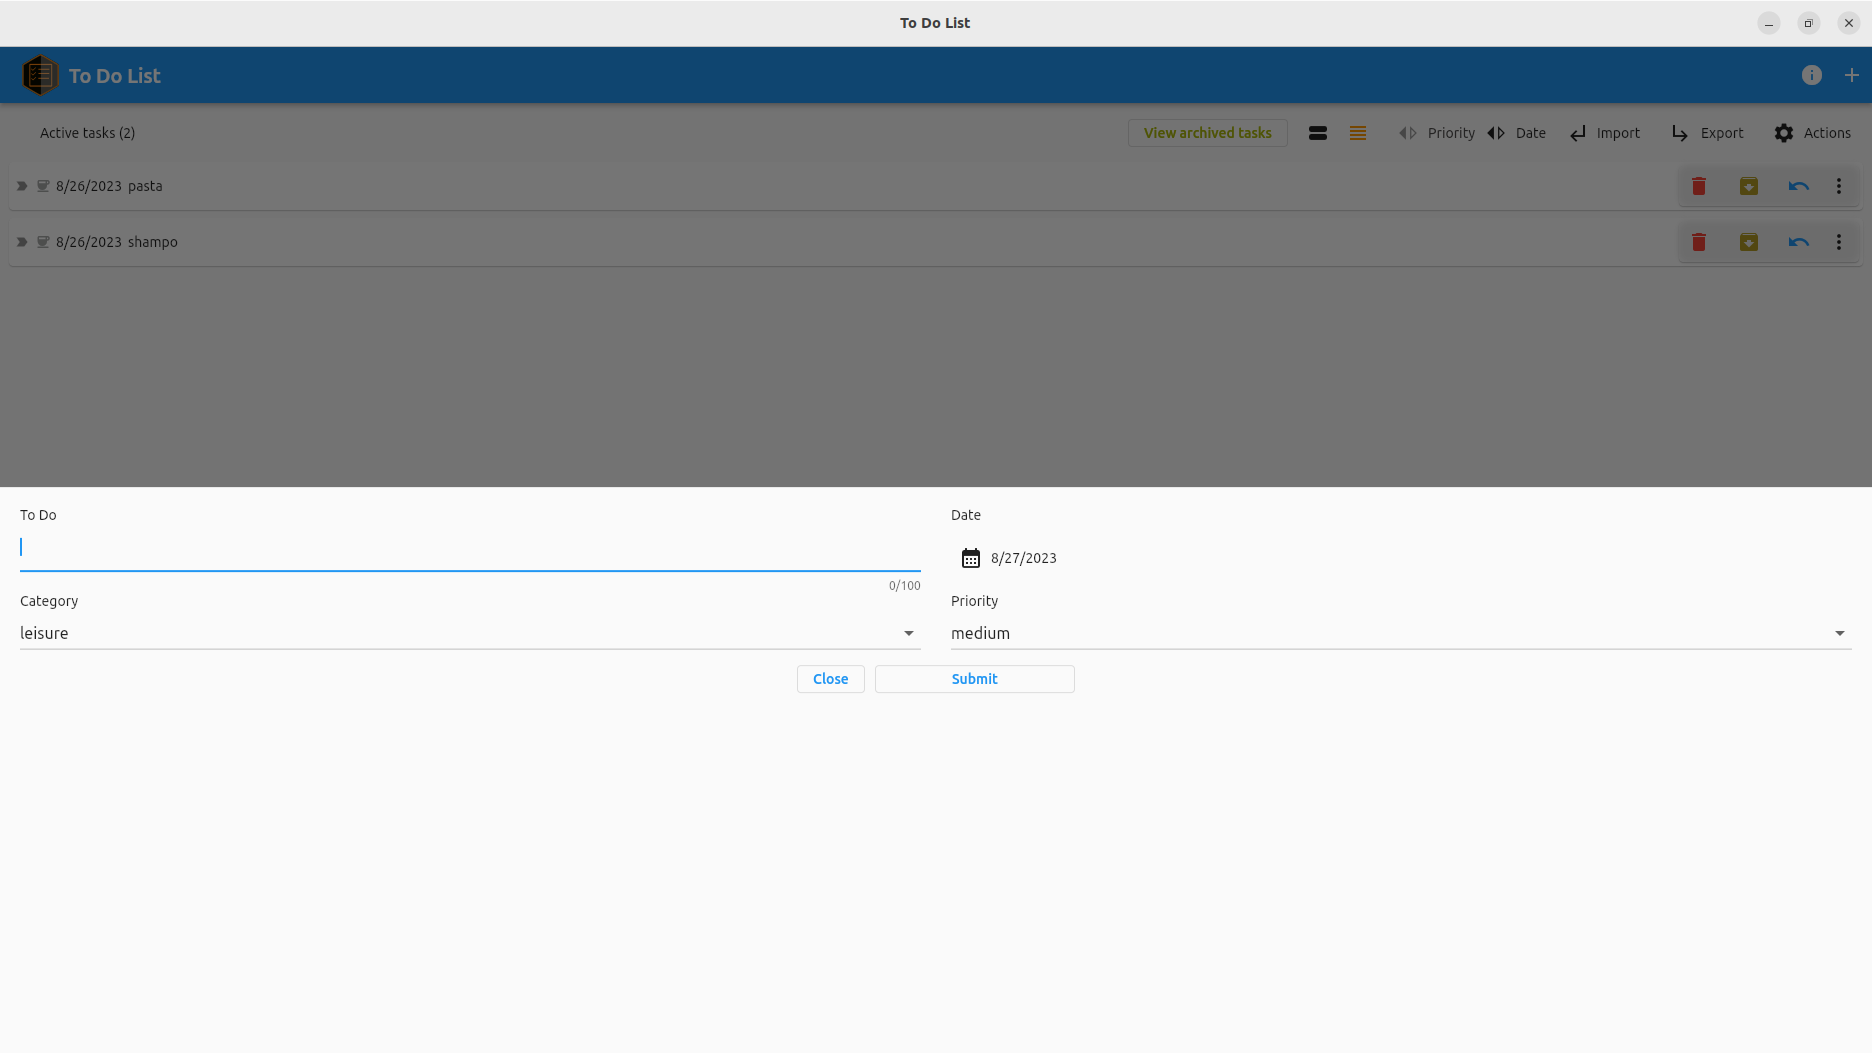 To Do List
To Do List
Active tasks (2)
View archived tasks
Priority
Date
Import
Export
Actions
8/26/2023 pasta
8/26/2023 shampo
To Do
Date
8/27/2023
0/100
Category
Priority
leisure
medium
Close
Submit